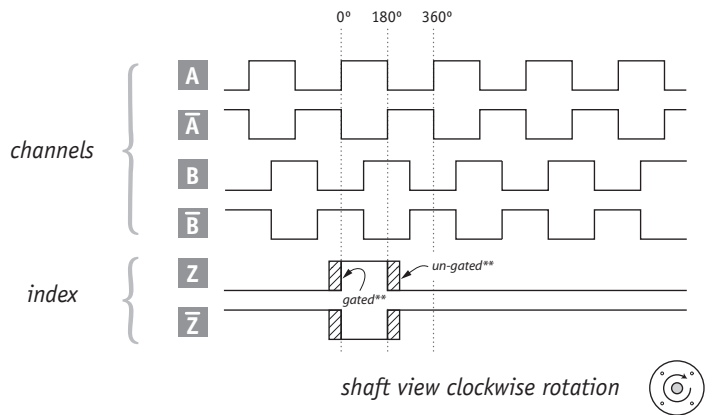 0º 180º 360º
A
A̅
channels
B
B̅
Z
un-gated**
index
gated**
Z̅
shaft view clockwise rotation